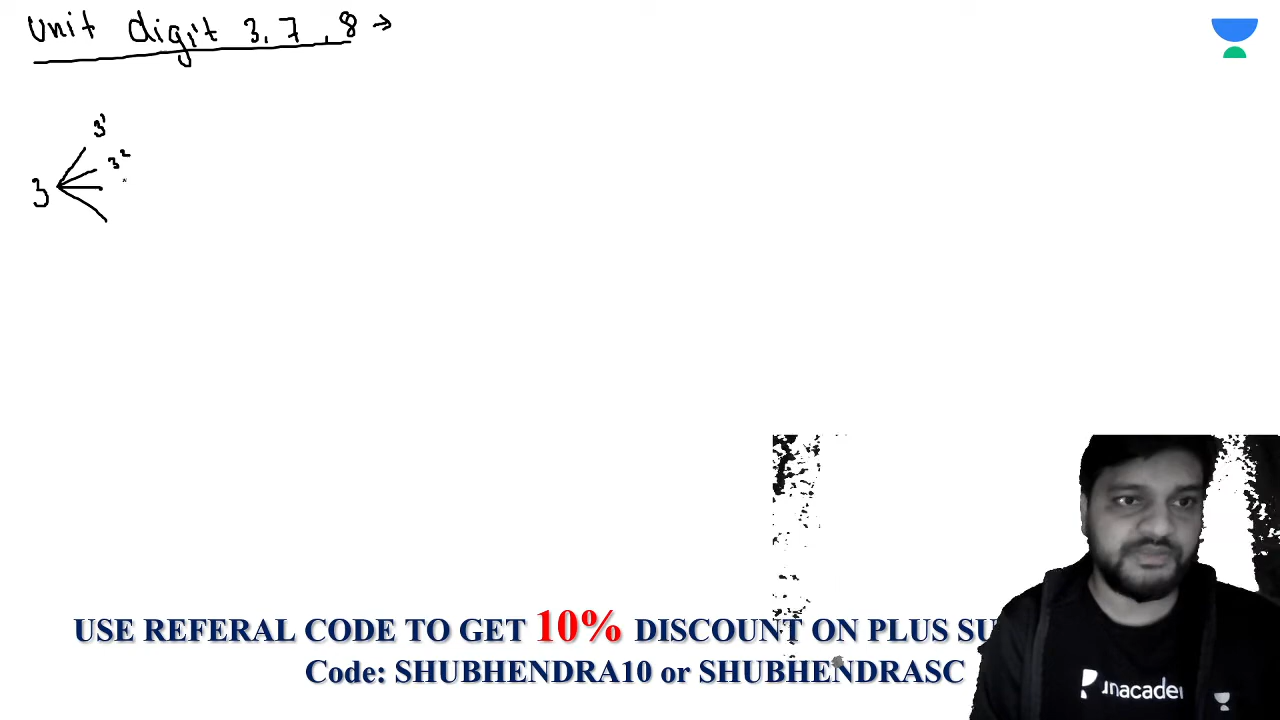 Unit digit 3, 7, 8 →
3¹
3²
3
USE REFERAL CODE TO GET 10% DISCOUNT ON PLUS SU
Code: SHUBHENDRA10 or SHUBHENDRASC
unacade